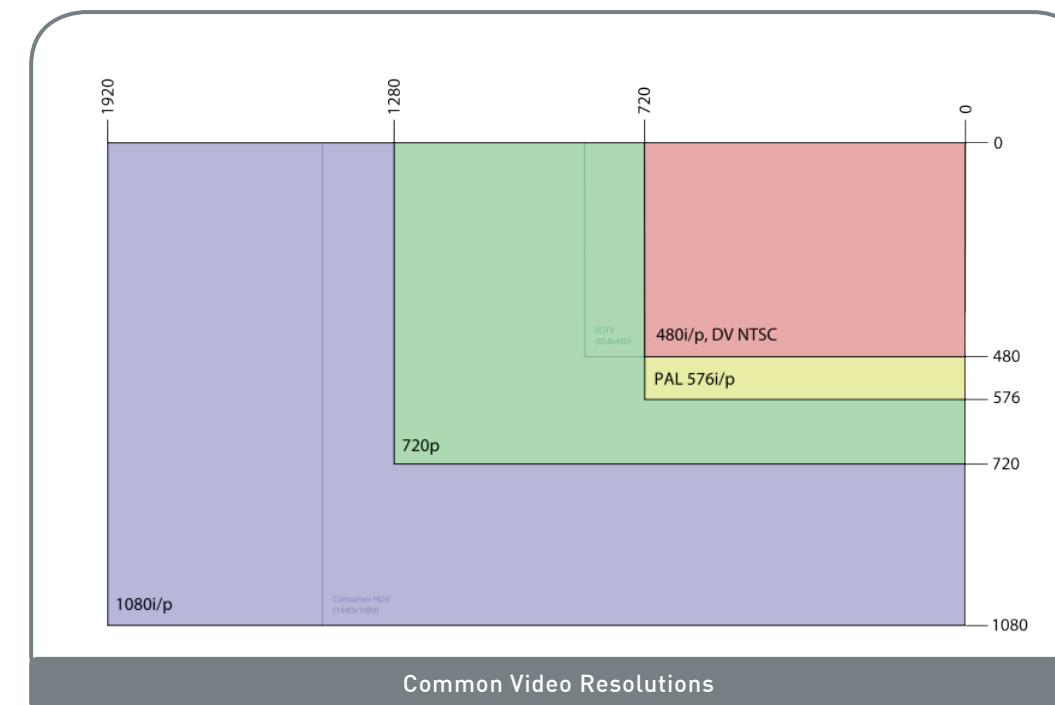 1920
1280
720
0
0
EDTV
(854x480)
480i/p, DV NTSC
480
PAL 576i/p
576
720p
720
Consumer HDV
(1440x1080)
1080i/p
1080
Common Video Resolutions